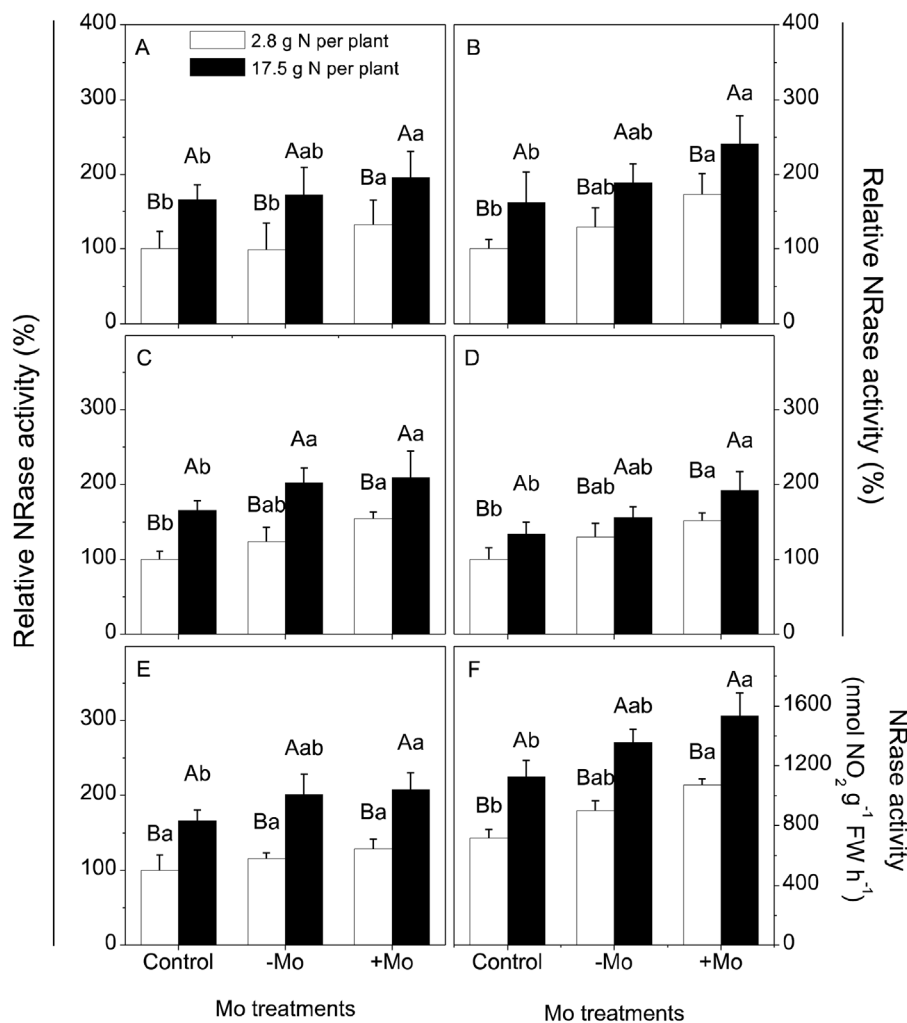 Relative NRase activity (%)
400
300
200
100
0
A
2.8 g N per plant
17.5 g N per plant
Bb
Ab
Bb
Aab
Ba
Aa
B
Bb
Ab
Bab
Aab
Ba
Aa
400
300
200
100
0
Relative NRase activity (%)
300
200
100
0
C
Bb
Ab
Bab
Aa
Ba
Aa
D
Bb
Ab
Bab
Aab
Ba
Aa
300
200
100
0
300
200
100
0
E
Ba
Ab
Ba
Aab
Ba
Aa
F
Bb
Ab
Bab
Aab
Ba
Aa
1600
1200
800
400
0
NRase activity
(nmol NO2 g-1 FW h-1)
Control -Mo +Mo
Control -Mo +Mo
Mo treatments
Mo treatments